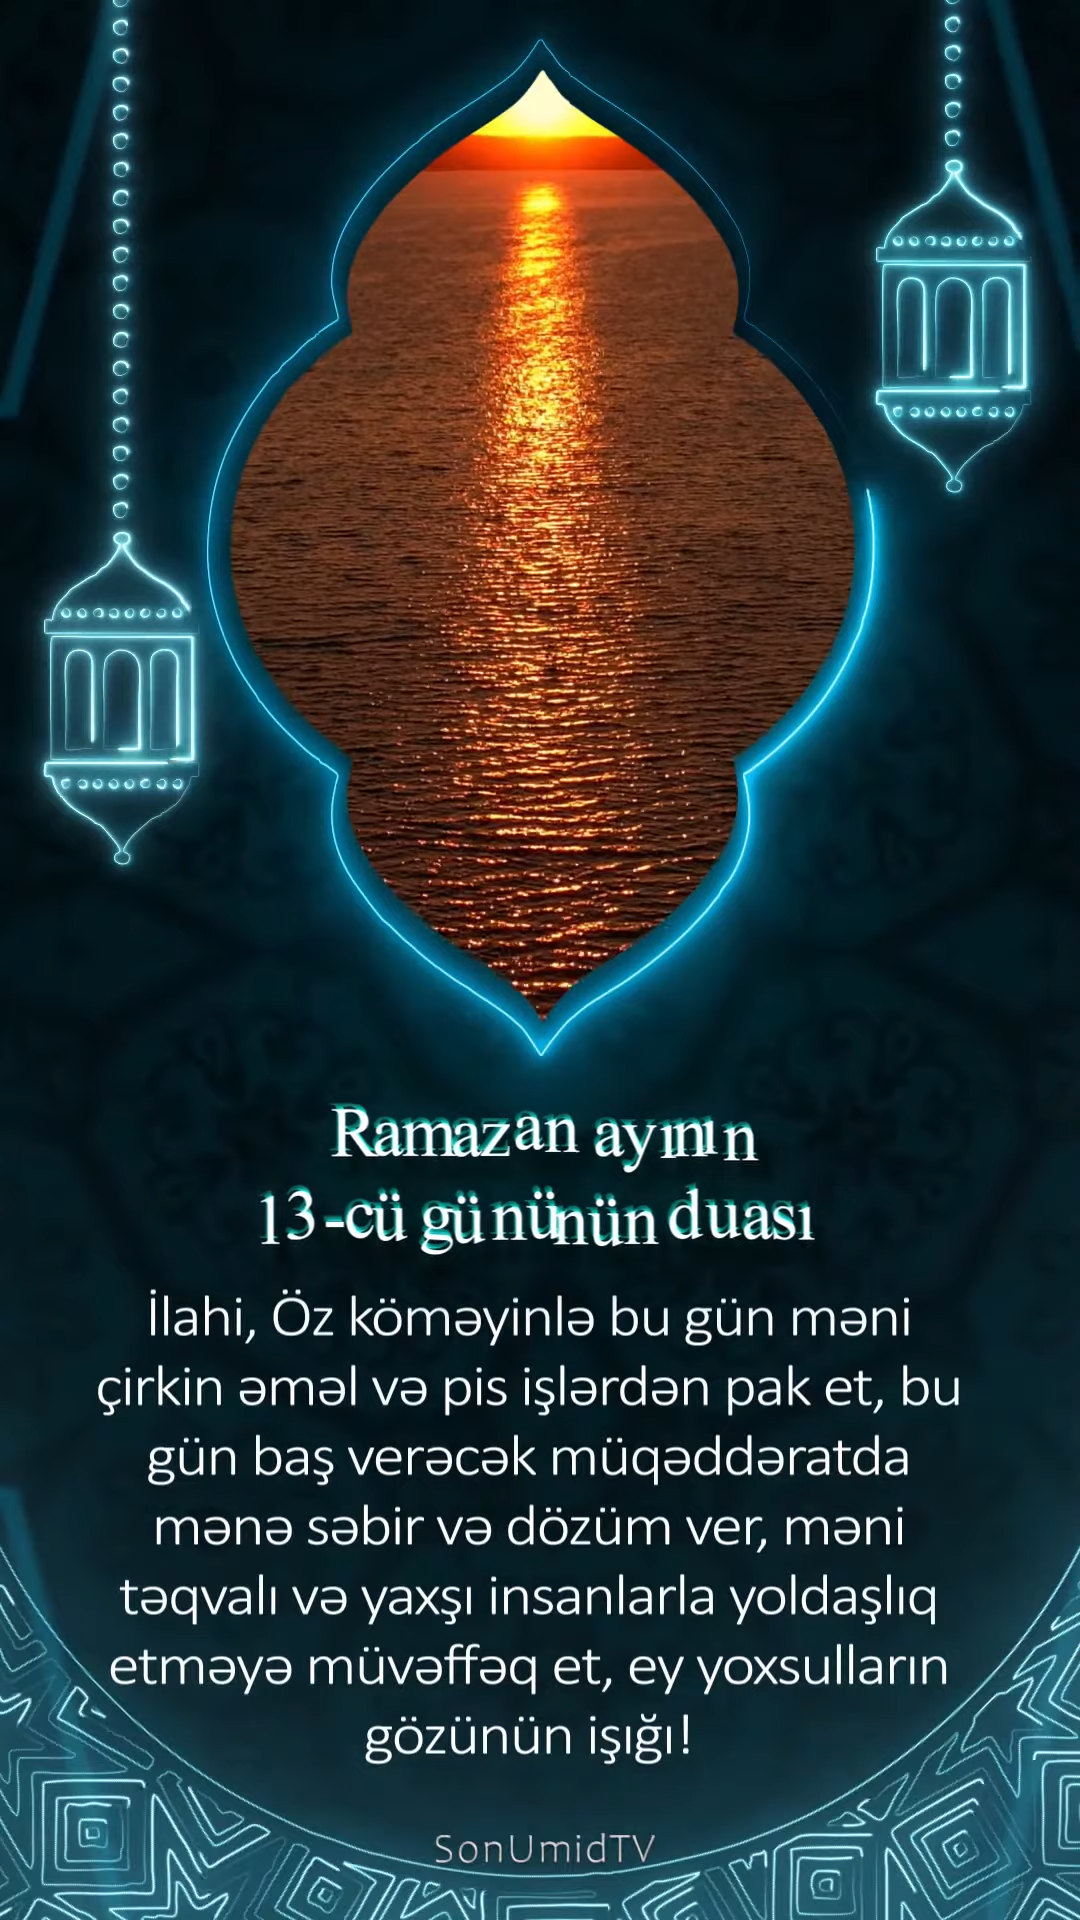 Ramazan ayının
13-cü gününün duası
İlahi, Öz köməyinlə bu gün məni
çirkin əməl və pis işlərdən pak et, bu
gün baş verəcək müqəddəratda
mənə səbir və dözüm ver, məni
təqvalı və yaxşı insanlarla yoldaşlıq
etməyə müvəffəq et, ey yoxsulların
gözünün işığı!
SonUmidTV